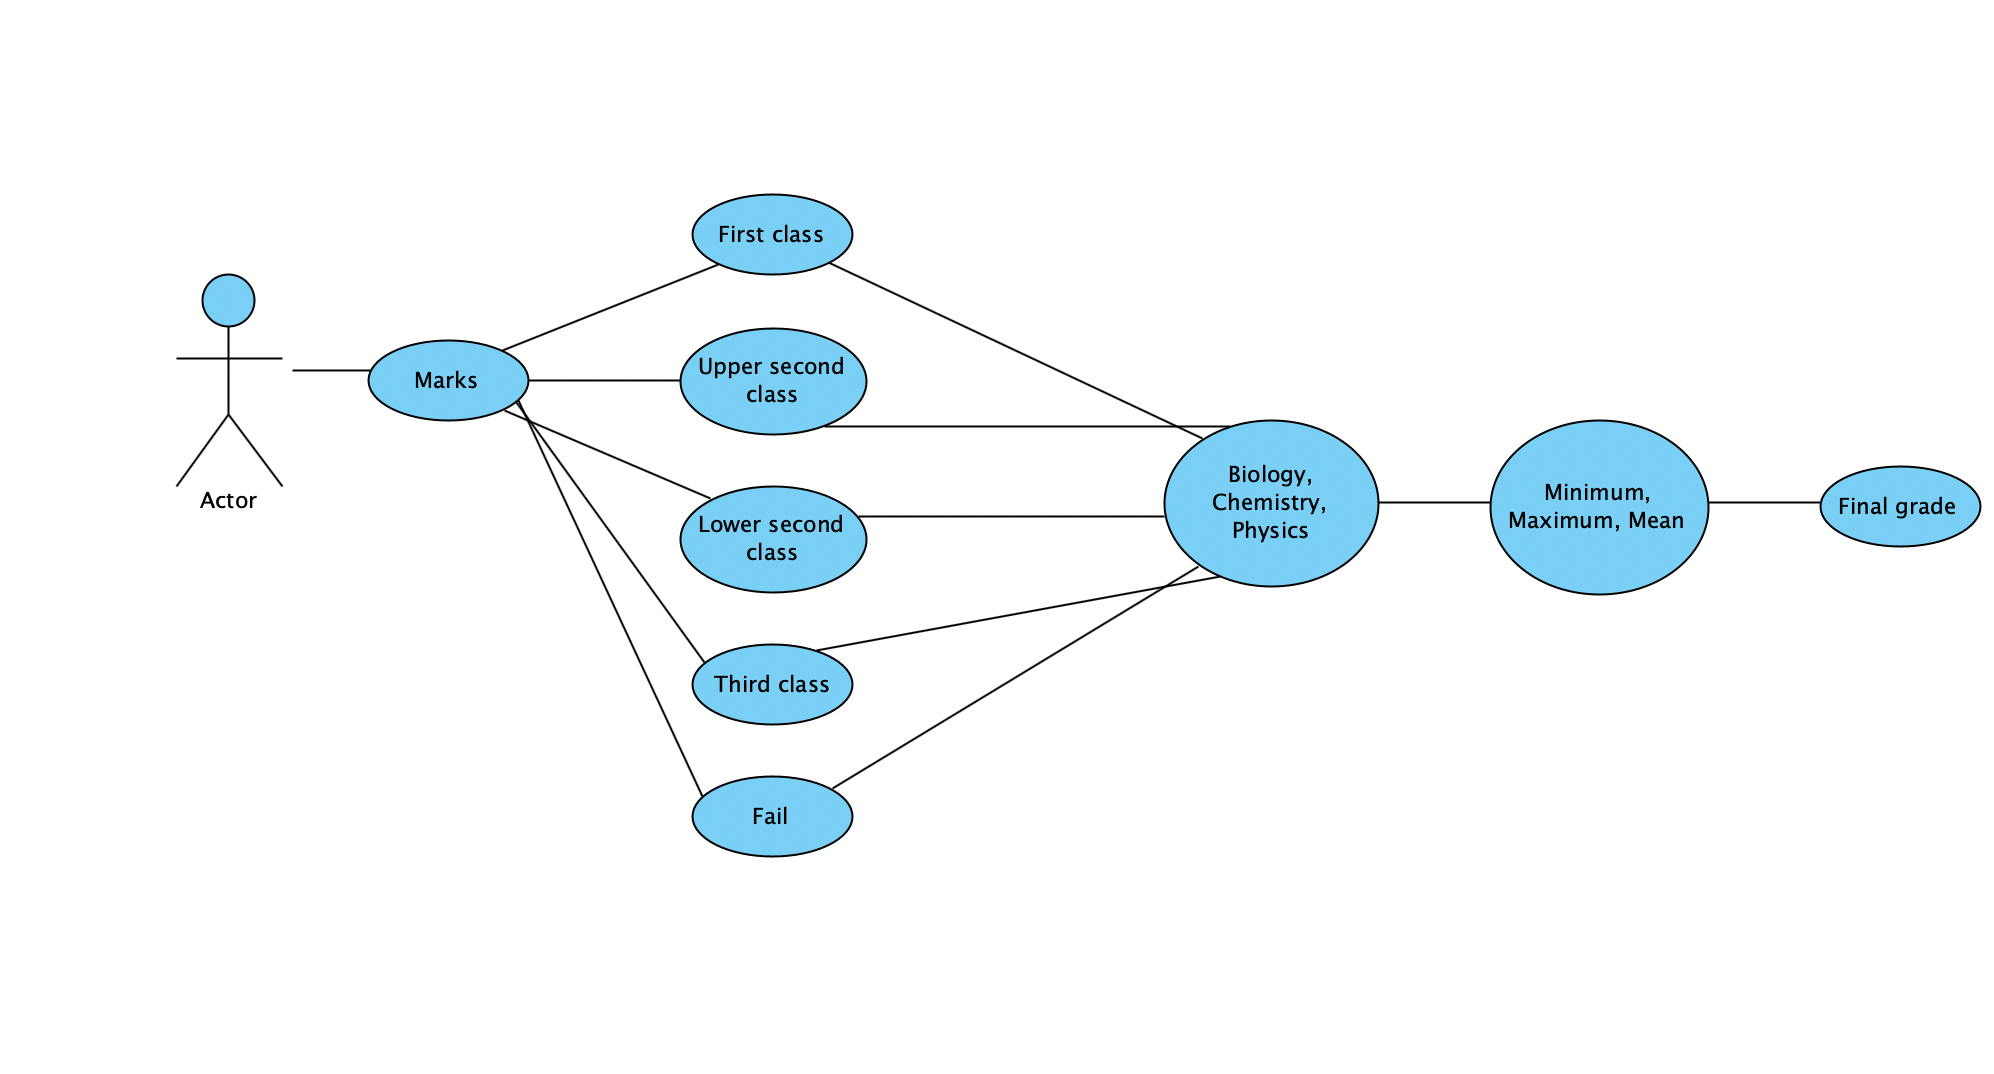 Actor
Marks
First class
Upper second
class
Lower second
class
Third class
Fail
Biology,
Chemistry,
Physics
Minimum,
Maximum, Mean
Final grade